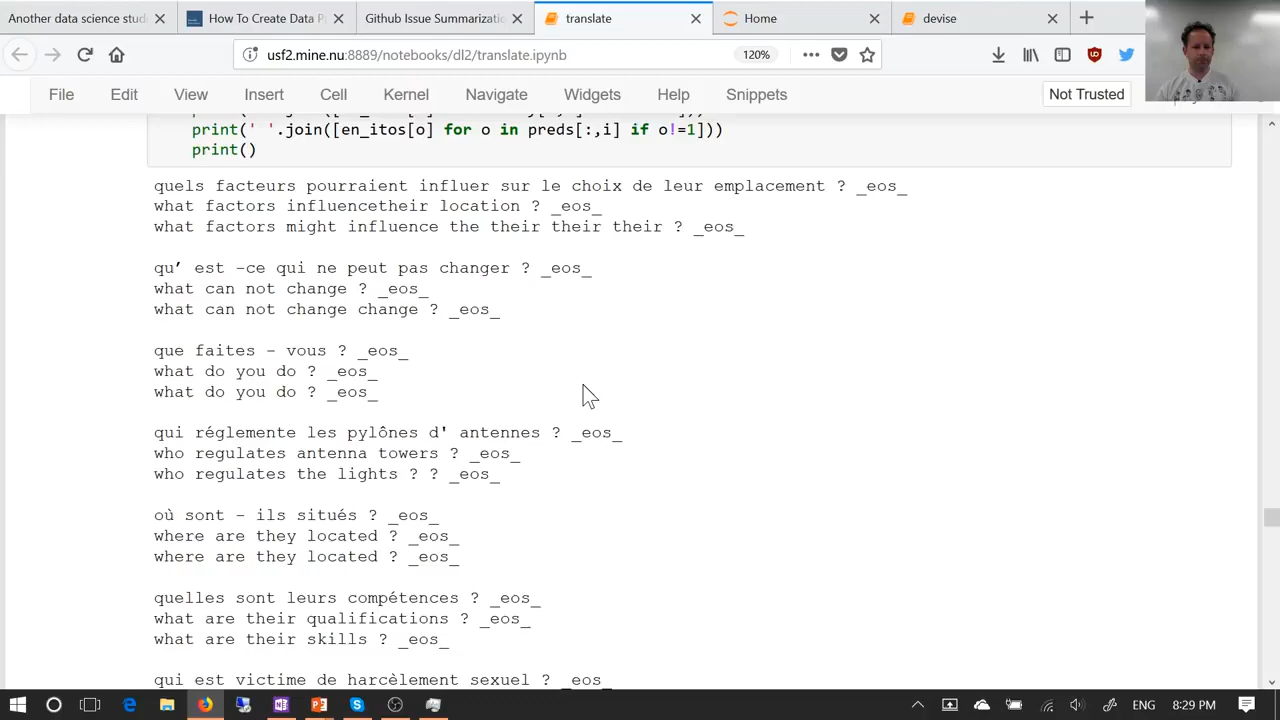 Another data science stud
How To Create Data P
Github Issue Summarizatio
translate
Home
devise
usf2.mine.nu:8889/notebooks/dl2/translate.ipynb
120%
File Edit View Insert Cell Kernel Navigate Widgets Help Snippets
Not Trusted
print(' '.join([en_itos[o] for o in preds[:,i] if o!=1]))
print()
quels facteurs pourraient influer sur le choix de leur emplacement ? _eos_
what factors influencetheir location ? _eos_
what factors might influence the their their their ? _eos_
qu’ est -ce qui ne peut pas changer ? _eos_
what can not change ? _eos_
what can not change change ? _eos_
que faites - vous ? _eos_
what do you do ? _eos_
what do you do ? _eos_
qui réglemente les pylônes d' antennes ? _eos_
who regulates antenna towers ? _eos_
who regulates the lights ? ? _eos_
où sont - ils situés ? _eos_
where are they located ? _eos_
where are they located ? _eos_
quelles sont leurs compétences ? _eos_
what are their qualifications ? _eos_
what are their skills ? _eos_
qui est victime de harcèlement sexuel ? _eos_
ENG
8:29 PM